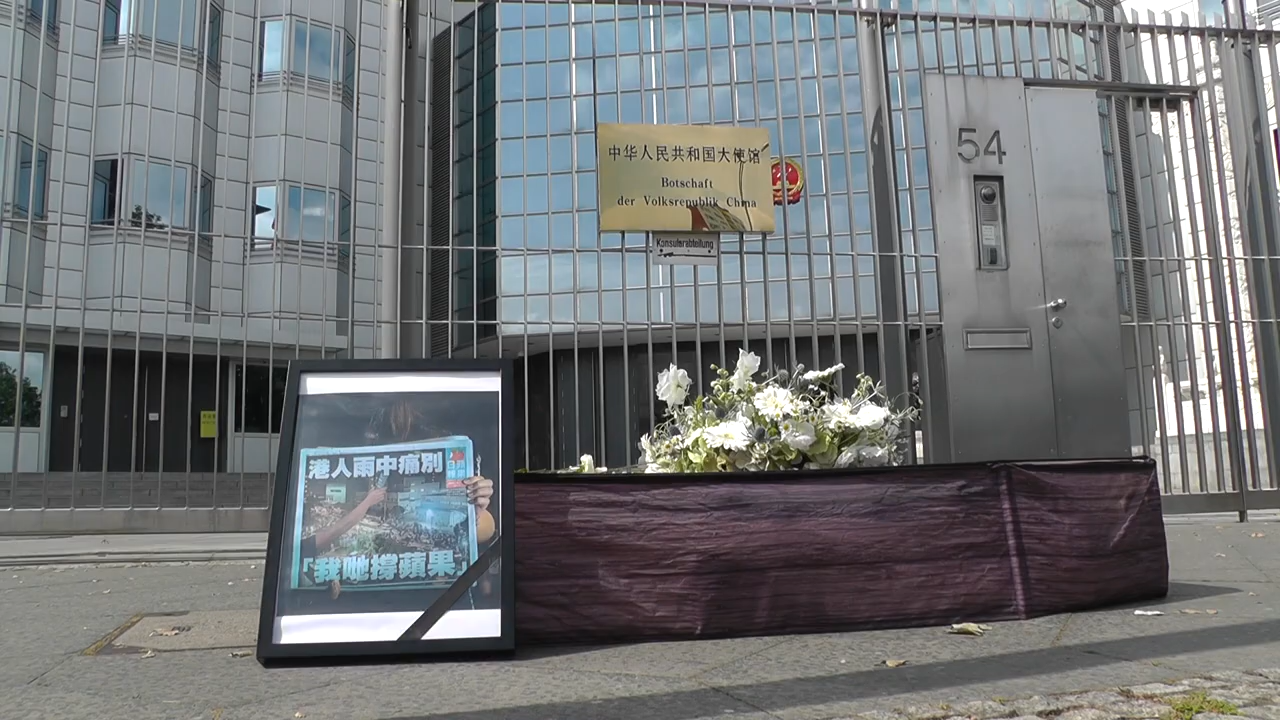 中华人民共和国大使馆
Botschaft
der Volksrepublik China
Konsularabteilung
54
港人雨中痛別
「我哋撐蘋果」